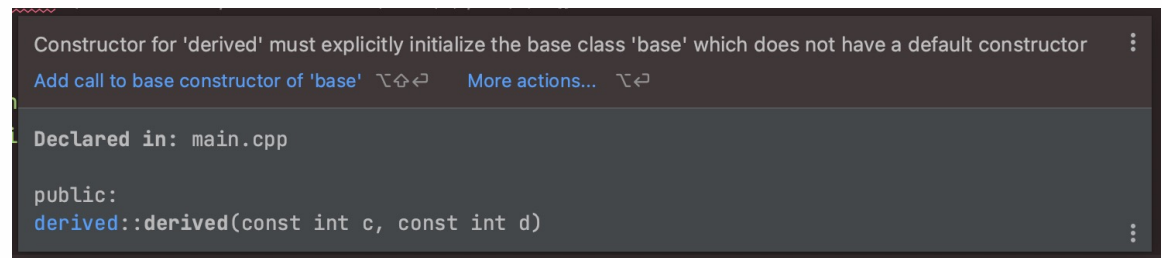 Constructor for 'derived' must explicitly initialize the base class 'base' which does not have a default constructor
Add call to base constructor of 'base' ⌥⇧⏎ More actions... ⌥⏎
Declared in: main.cpp
public:
derived::derived(const int c, const int d)